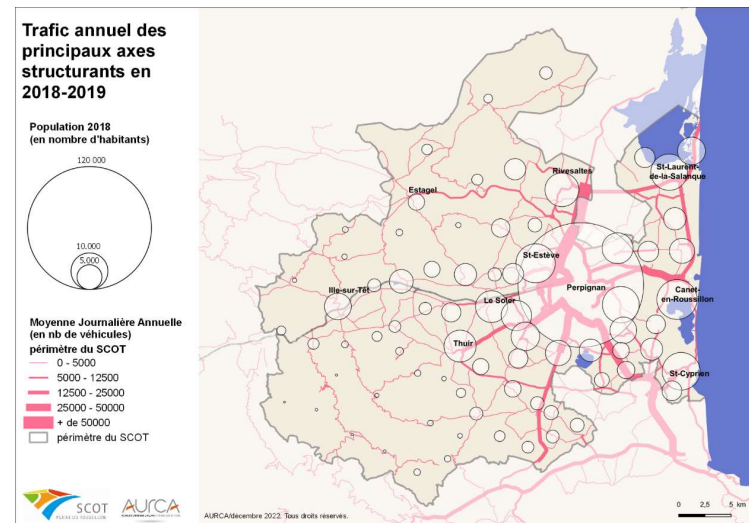 Trafic annuel des
principaux axes
structurants en
2018-2019
Population 2018
(en nombre d'habitants)
120 000
10.000
5.000
Moyenne Journalière Annuelle
(en nb de véhicules)
périmètre du SCOT
0 - 5000
5000 - 12500
12500 - 25000
25000 - 50000
+ de 50000
périmètre du SCOT
SCOT
PLAINE DU ROUSSILLON
AURCA
Rivesaltes
St-Laurent-
de-la-Salanque
Estagel
St-Estève
Perpignan
Ille-sur-Têt
Le Soler
Canet-
en-Roussillon
Thuir
St-Cyprien
AURCA/décembre 2022. Tous droits réservés.
0 2,5 5 km